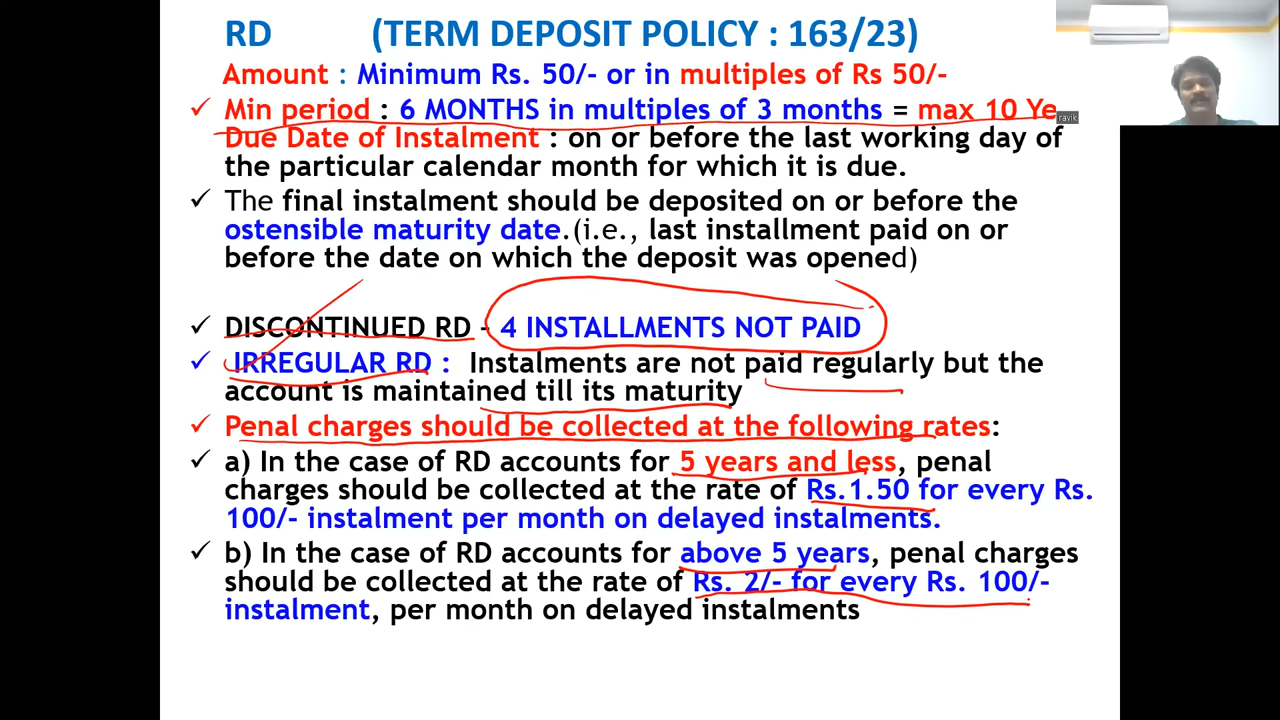 RD (TERM DEPOSIT POLICY : 163/23)
Amount : Minimum Rs. 50/- or in multiples of Rs 50/-
✓ Min period : 6 MONTHS in multiples of 3 months = max 10 Ye
ravik
Due Date of Instalment : on or before the last working day of
the particular calendar month for which it is due.
✓ The final instalment should be deposited on or before the
ostensible maturity date.(i.e., last installment paid on or
before the date on which the deposit was opened)
✓ DISCONTINUED RD - 4 INSTALLMENTS NOT PAID
✓ IRREGULAR RD : Instalments are not paid regularly but the
account is maintained till its maturity
✓ Penal charges should be collected at the following rates:
✓ a) In the case of RD accounts for 5 years and less, penal
charges should be collected at the rate of Rs.1.50 for every Rs.
100/- instalment per month on delayed instalments.
✓ b) In the case of RD accounts for above 5 years, penal charges
should be collected at the rate of Rs. 2/- for every Rs. 100/-
instalment, per month on delayed instalments